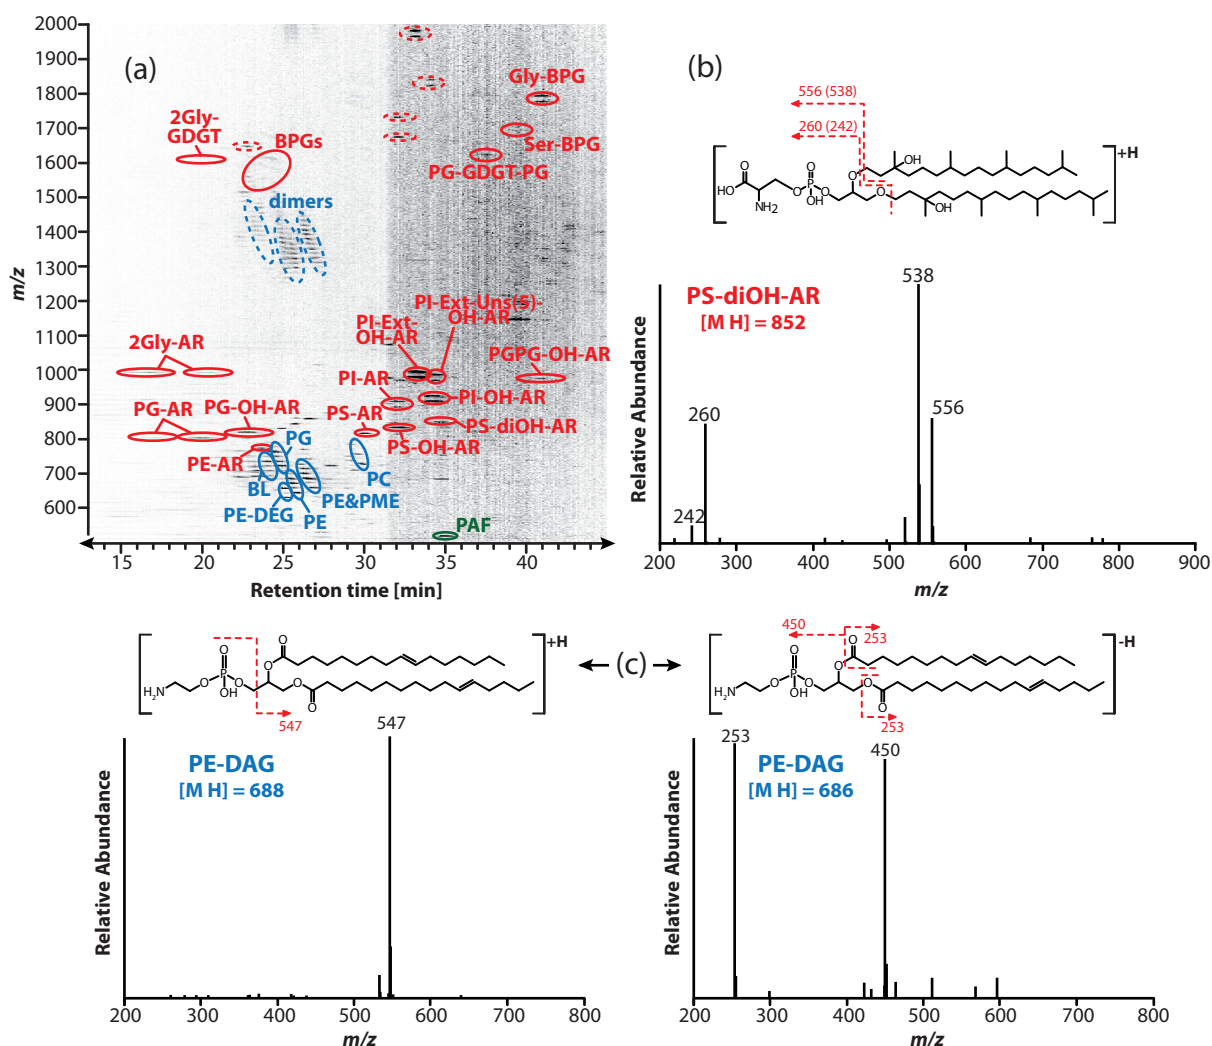 (a)
2000
1900
1800
1700
1600
1500
1400
1300
1200
1100
1000
900
800
700
600
m/z
2Gly-
GDGT
BPGs
dimers
Gly-BPG
Ser-BPG
PG-GDGT-PG
PI-Ext-Uns(5)-
OH-AR
PI-Ext-
OH-AR
2Gly-AR
PGPG-OH-AR
PI-AR
PI-OH-AR
PG-AR
PG-OH-AR
PS-AR
PS-diOH-AR
PS-OH-AR
PE-AR
PG
BL
PC
PE&PME
PE-DEG
PE
PAF
15
20
25
30
35
40
Retention time [min]
(b)
556 (538)
260 (242)
+H
O
HO
NH2
O
O
P
OH
O
O
OH
O
OH
PS-diOH-AR
[M H] = 852
538
260
556
242
Relative Abundance
200
300
400
500
600
700
800
900
m/z
(c)
+H
O
O
P
O
O
O
H2N
OH
O
O
547
547
PE-DAG
[M H] = 688
Relative Abundance
200
300
400
500
600
700
800
m/z
-H
450
253
O
O
P
O
O
O
H2N
OH
O
O
253
253
450
PE-DAG
[M H] = 686
Relative Abundance
200
300
400
500
600
700
800
m/z